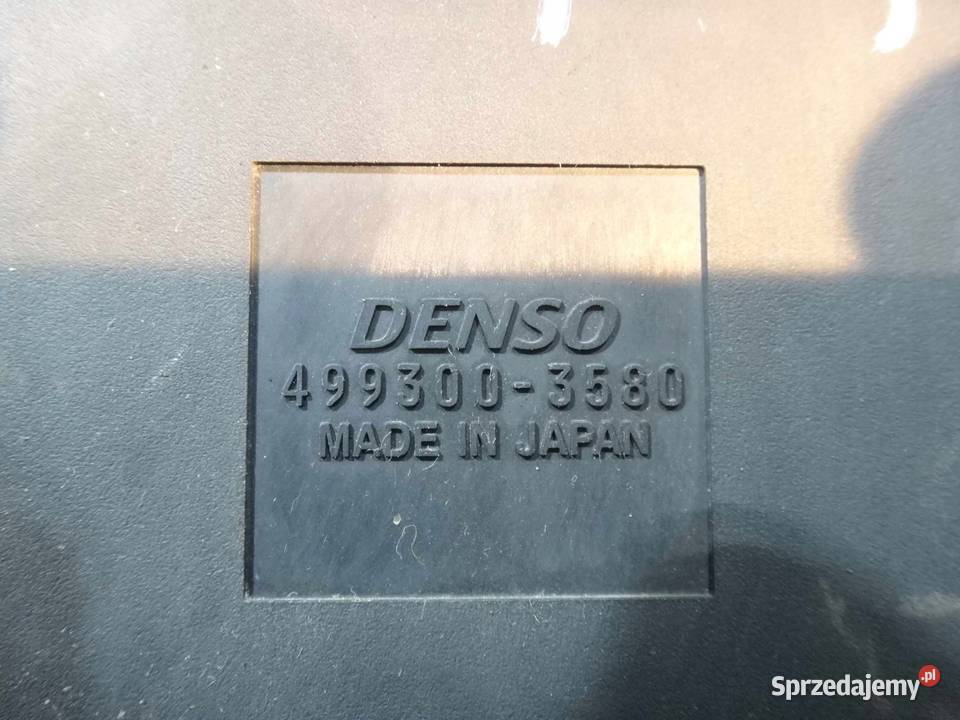 DENSO
499300-3580
MADE IN JAPAN
Sprzedajemy.pl